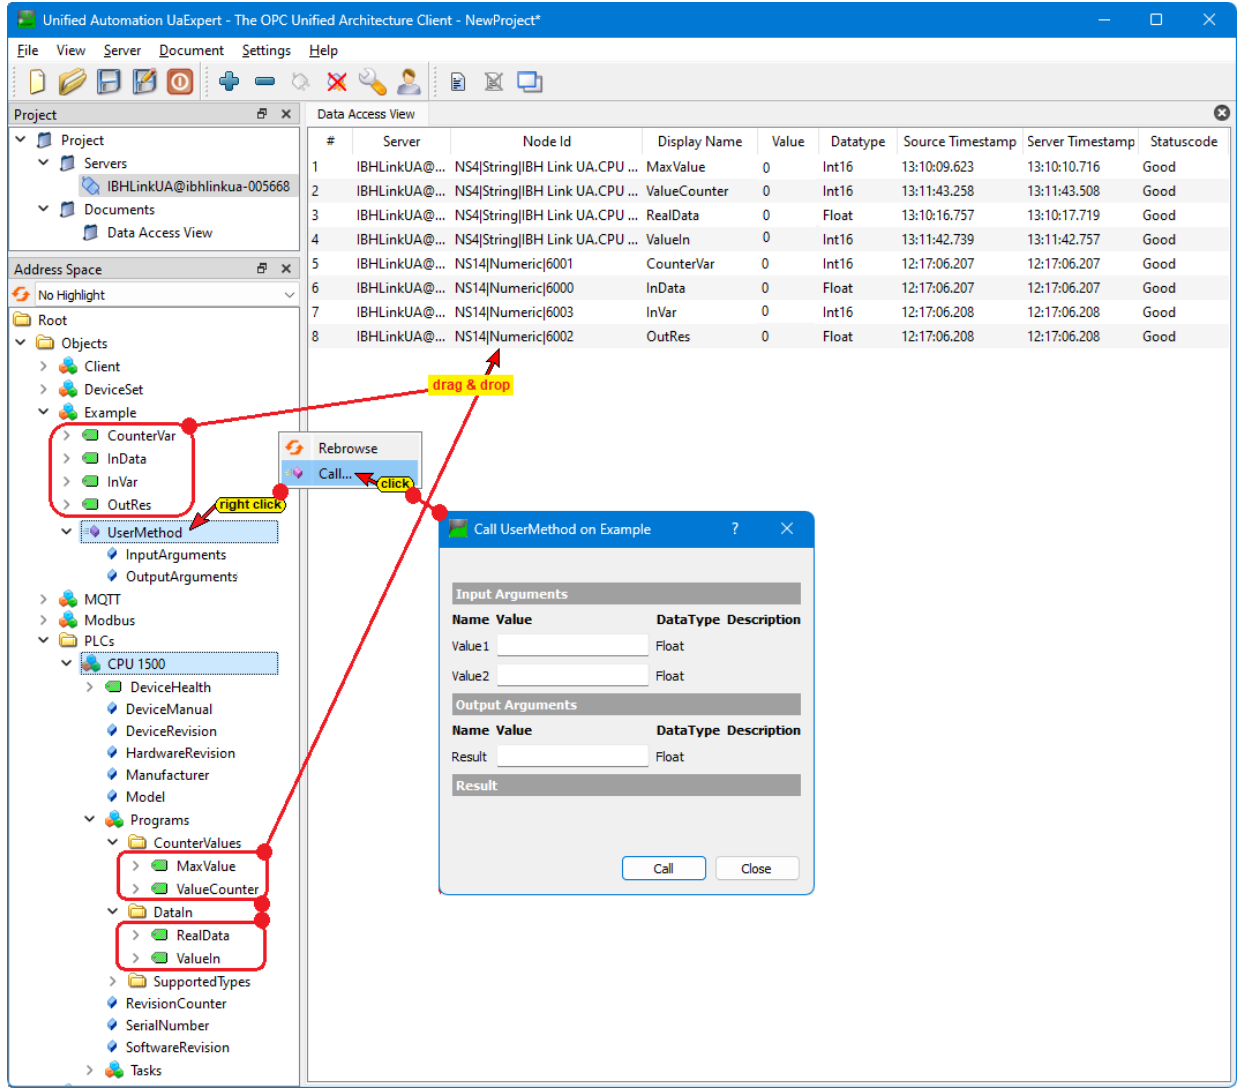 Unified Automation UaExpert - The OPC Unified Architecture Client - NewProject*
File View Server Document Settings Help
Project
Project
Servers
IBHLinkUA@ibhlinkua-005668
Documents
Data Access View
Address Space
No Highlight
Root
Objects
Client
DeviceSet
Example
CounterVar
InData
InVar
OutRes
UserMethod
InputArguments
OutputArguments
MQTT
Modbus
PLCs
CPU 1500
DeviceHealth
DeviceManual
DeviceRevision
HardwareRevision
Manufacturer
Model
Programs
CounterValues
MaxValue
ValueCounter
DataIn
RealData
ValueIn
SupportedTypes
RevisionCounter
SerialNumber
SoftwareRevision
Tasks
Data Access View
# Server Node Id Display Name Value Datatype Source Timestamp Server Timestamp Statuscode
1 IBHLinkUA@... NS4|String|IBH Link UA.CPU ... MaxValue 0 Int16 13:10:09.623 13:10:10.716 Good
2 IBHLinkUA@... NS4|String|IBH Link UA.CPU ... ValueCounter 0 Int16 13:11:43.258 13:11:43.508 Good
3 IBHLinkUA@... NS4|String|IBH Link UA.CPU ... RealData 0 Float 13:10:16.757 13:10:17.719 Good
4 IBHLinkUA@... NS4|String|IBH Link UA.CPU ... ValueIn 0 Int16 13:11:42.739 13:11:42.757 Good
5 IBHLinkUA@... NS14|Numeric|6001 CounterVar 0 Int16 12:17:06.207 12:17:06.207 Good
6 IBHLinkUA@... NS14|Numeric|6000 InData 0 Float 12:17:06.207 12:17:06.207 Good
7 IBHLinkUA@... NS14|Numeric|6003 InVar 0 Int16 12:17:06.208 12:17:06.208 Good
8 IBHLinkUA@... NS14|Numeric|6002 OutRes 0 Float 12:17:06.208 12:17:06.208 Good
drag & drop
Rebrowse
Call...
click
right click
Call UserMethod on Example ?
Input Arguments
Name Value DataType Description
Value1 Float
Value2 Float
Output Arguments
Name Value DataType Description
Result Float
Result
Call Close